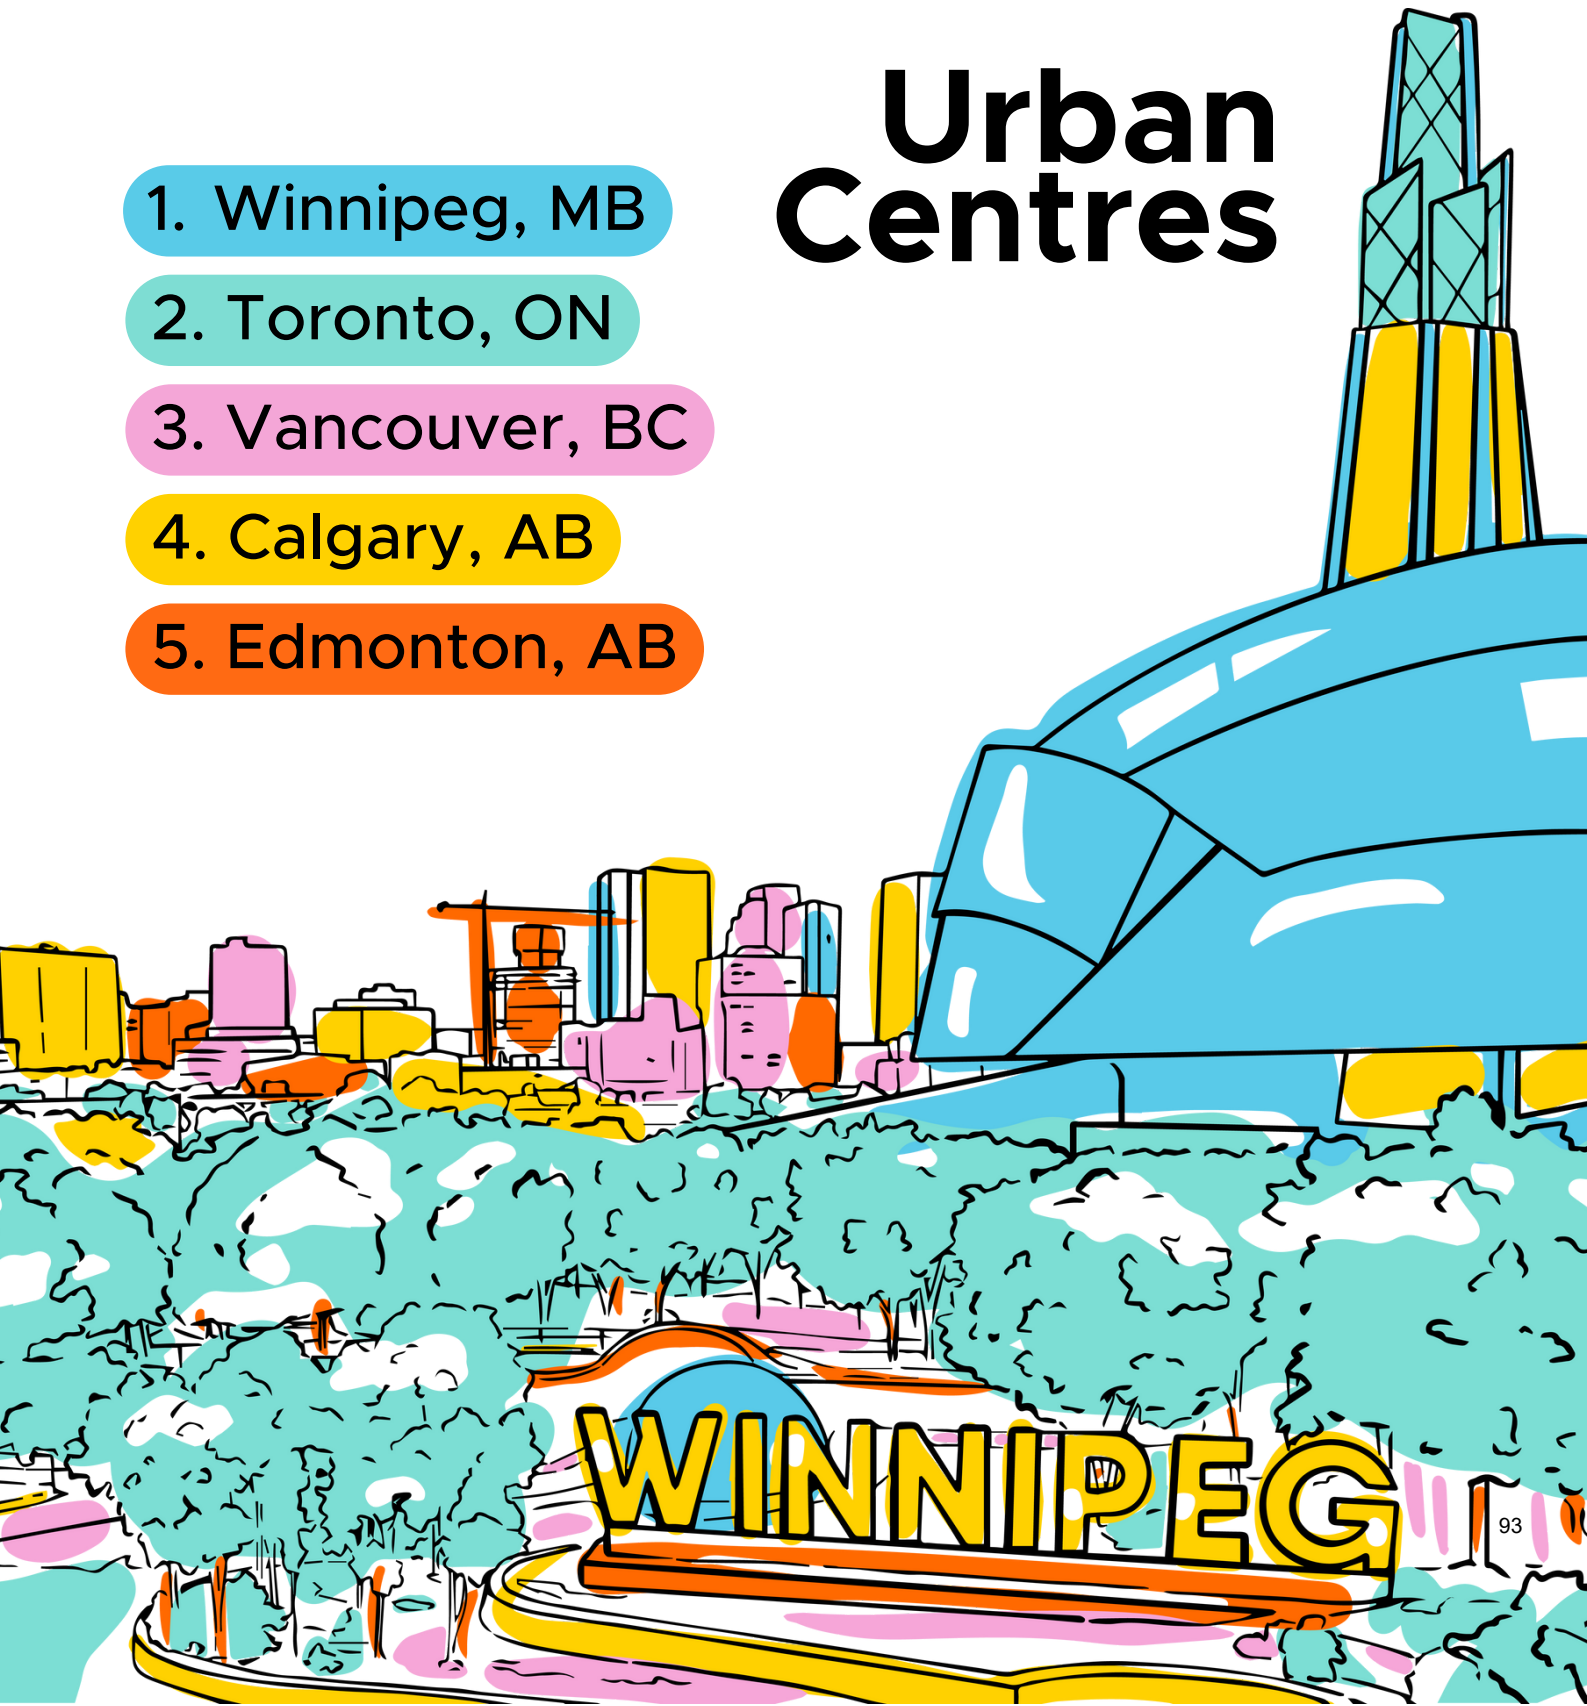 Urban
Centres
1. Winnipeg, MB
2. Toronto, ON
3. Vancouver, BC
4. Calgary, AB
5. Edmonton, AB
WINNIPEG
93